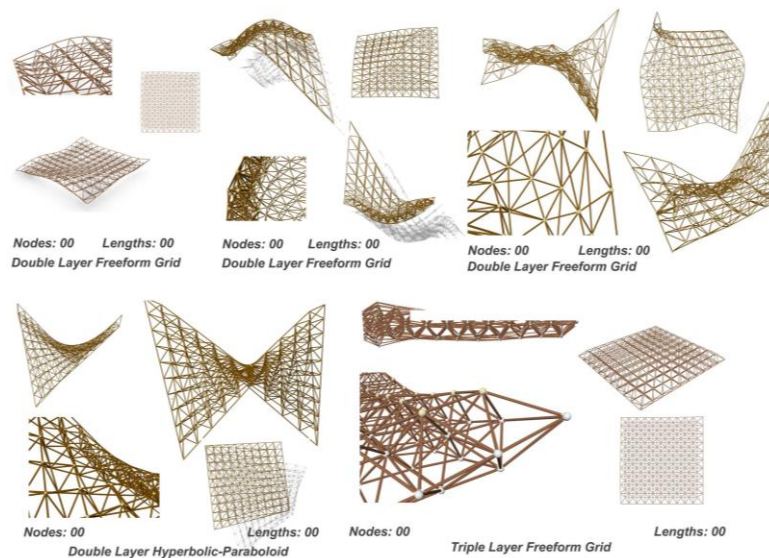 Nodes: 00 Lengths: 00
Double Layer Freeform Grid
Nodes: 00 Lengths: 00
Double Layer Freeform Grid
Nodes: 00 Lengths: 00
Double Layer Freeform Grid
Nodes: 00 Lengths: 00
Double Layer Hyperbolic-Paraboloid
Nodes: 00 Lengths: 00
Triple Layer Freeform Grid